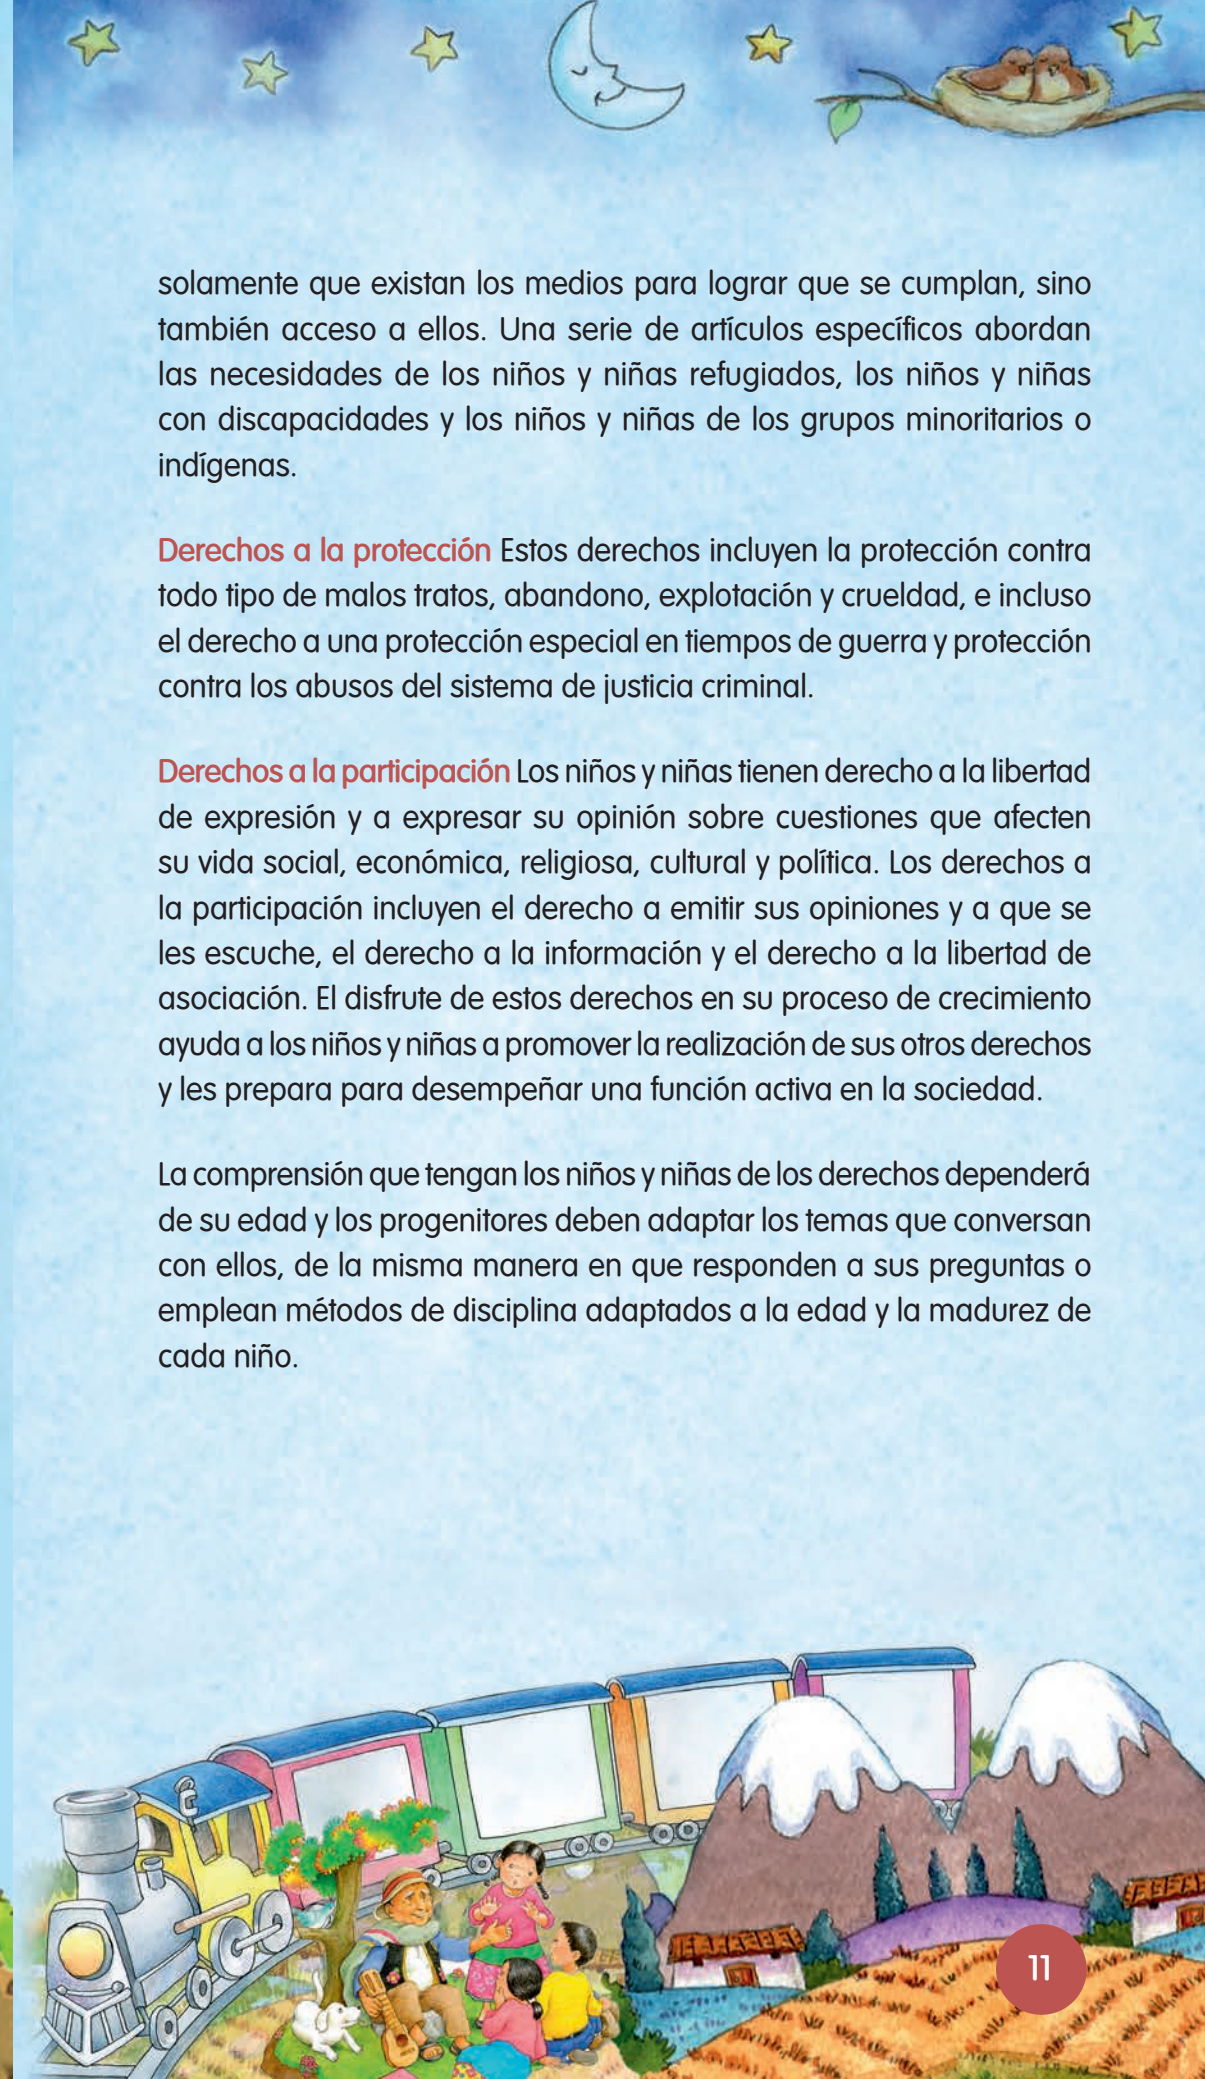 solamente que existan los medios para lograr que se cumplan, sino
también acceso a ellos. Una serie de artículos específicos abordan
las necesidades de los niños y niñas refugiados, los niños y niñas
con discapacidades y los niños y niñas de los grupos minoritarios o
indígenas.
Derechos a la protección Estos derechos incluyen la protección contra
todo tipo de malos tratos, abandono, explotación y crueldad, e incluso
el derecho a una protección especial en tiempos de guerra y protección
contra los abusos del sistema de justicia criminal.
Derechos a la participación Los niños y niñas tienen derecho a la libertad
de expresión y a expresar su opinión sobre cuestiones que afecten
su vida social, económica, religiosa, cultural y política. Los derechos a
la participación incluyen el derecho a emitir sus opiniones y a que se
les escuche, el derecho a la información y el derecho a la libertad de
asociación. El disfrute de estos derechos en su proceso de crecimiento
ayuda a los niños y niñas a promover la realización de sus otros derechos
y les prepara para desempeñar una función activa en la sociedad.
La comprensión que tengan los niños y niñas de los derechos dependerá
de su edad y los progenitores deben adaptar los temas que conversan
con ellos, de la misma manera en que responden a sus preguntas o
emplean métodos de disciplina adaptados a la edad y la madurez de
cada niño.
11